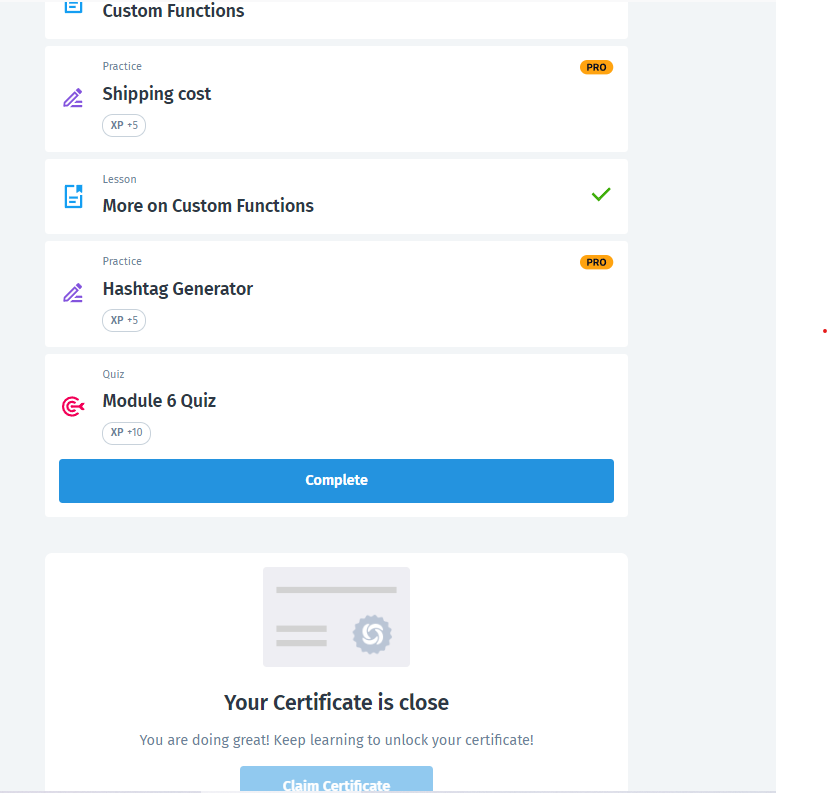 Custom Functions
Practice
PRO
Shipping cost
XP +5
Lesson
More on Custom Functions
Practice
PRO
Hashtag Generator
XP +5
Quiz
Module 6 Quiz
XP +10
Complete
Your Certificate is close
You are doing great! Keep learning to unlock your certificate!
Claim Certificate